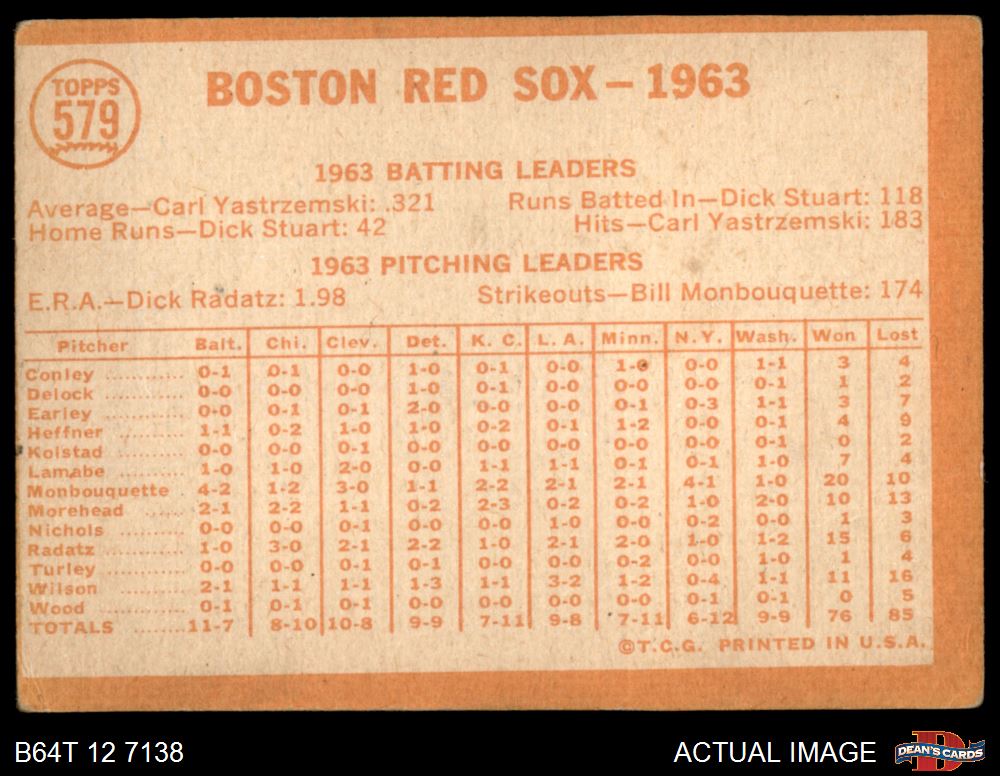 TOPPS
579
BOSTON RED SOX – 1963
1963 BATTING LEADERS
Average—Carl Yastrzemski: .321 Runs Batted In—Dick Stuart: 118
Home Runs—Dick Stuart: 42 Hits—Carl Yastrzemski: 183
1963 PITCHING LEADERS
E.R.A.—Dick Radatz: 1.98 Strikeouts—Bill Monbouquette: 174
Pitcher Balt. Chi. Clev. Det. K. C. L. A. Minn. N.Y. Wash. Won Lost
Conley ............ 0-1 0-1 0-0 1-0 0-1 0-0 1-0 0-0 1-1 3 4
Delock ............ 0-0 0-0 0-0 1-0 0-1 0-0 0-0 0-0 0-1 1 2
Earley ............ 0-0 0-1 0-1 2-0 0-0 0-0 0-1 0-3 1-1 3 7
Heffner .......... 1-1 0-2 1-0 1-0 0-2 0-1 1-2 0-0 0-1 4 9
Kolstad .......... 0-0 0-0 0-1 0-0 0-0 0-0 0-0 0-0 0-1 0 2
Lamabe .......... 1-0 1-0 2-0 0-0 1-1 1-1 0-1 0-1 1-0 7 4
Monbouquette 4-2 1-2 3-0 1-1 2-2 2-1 2-1 4-1 1-0 20 10
Morehead ...... 2-1 2-2 1-1 0-2 2-3 0-2 0-2 1-0 2-0 10 13
Nichols .......... 0-0 0-0 0-1 0-0 0-0 1-0 0-0 0-2 0-0 1 3
Radatz ............ 1-0 3-0 2-1 2-2 1-0 2-1 2-0 1-0 1-2 15 6
Turley ............ 0-0 0-0 0-1 0-1 0-0 0-0 0-2 0-0 1-0 1 4
Wilson ............ 2-1 1-1 1-1 1-3 1-1 3-2 1-2 0-4 1-1 11 16
Wood .............. 0-1 0-1 0-1 0-0 0-0 0-0 0-0 0-1 0-1 0 5
TOTALS ........ 11-7 8-10 10-8 9-9 7-11 9-8 7-11 6-12 9-9 76 85
©T.C.G. PRINTED IN U.S.A.
B64T 12 7138 ACTUAL IMAGE DEAN'S CARDS